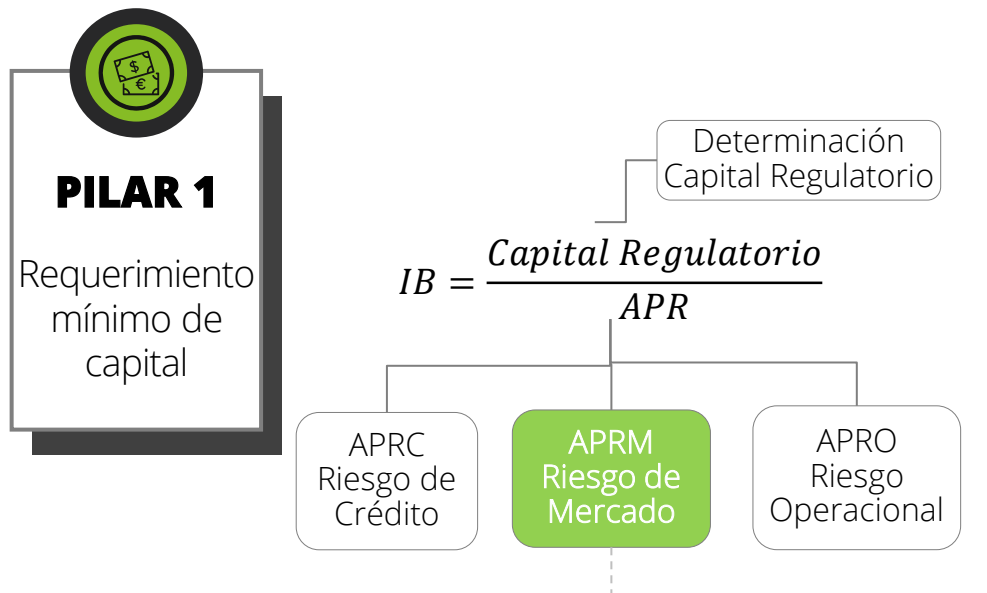 $
€
PILAR 1
Requerimiento
mínimo de
capital
Determinación
Capital Regulatorio
IB = Capital Regulatorio
APR
APRC
Riesgo de
Crédito
APRM
Riesgo de
Mercado
APRO
Riesgo
Operacional